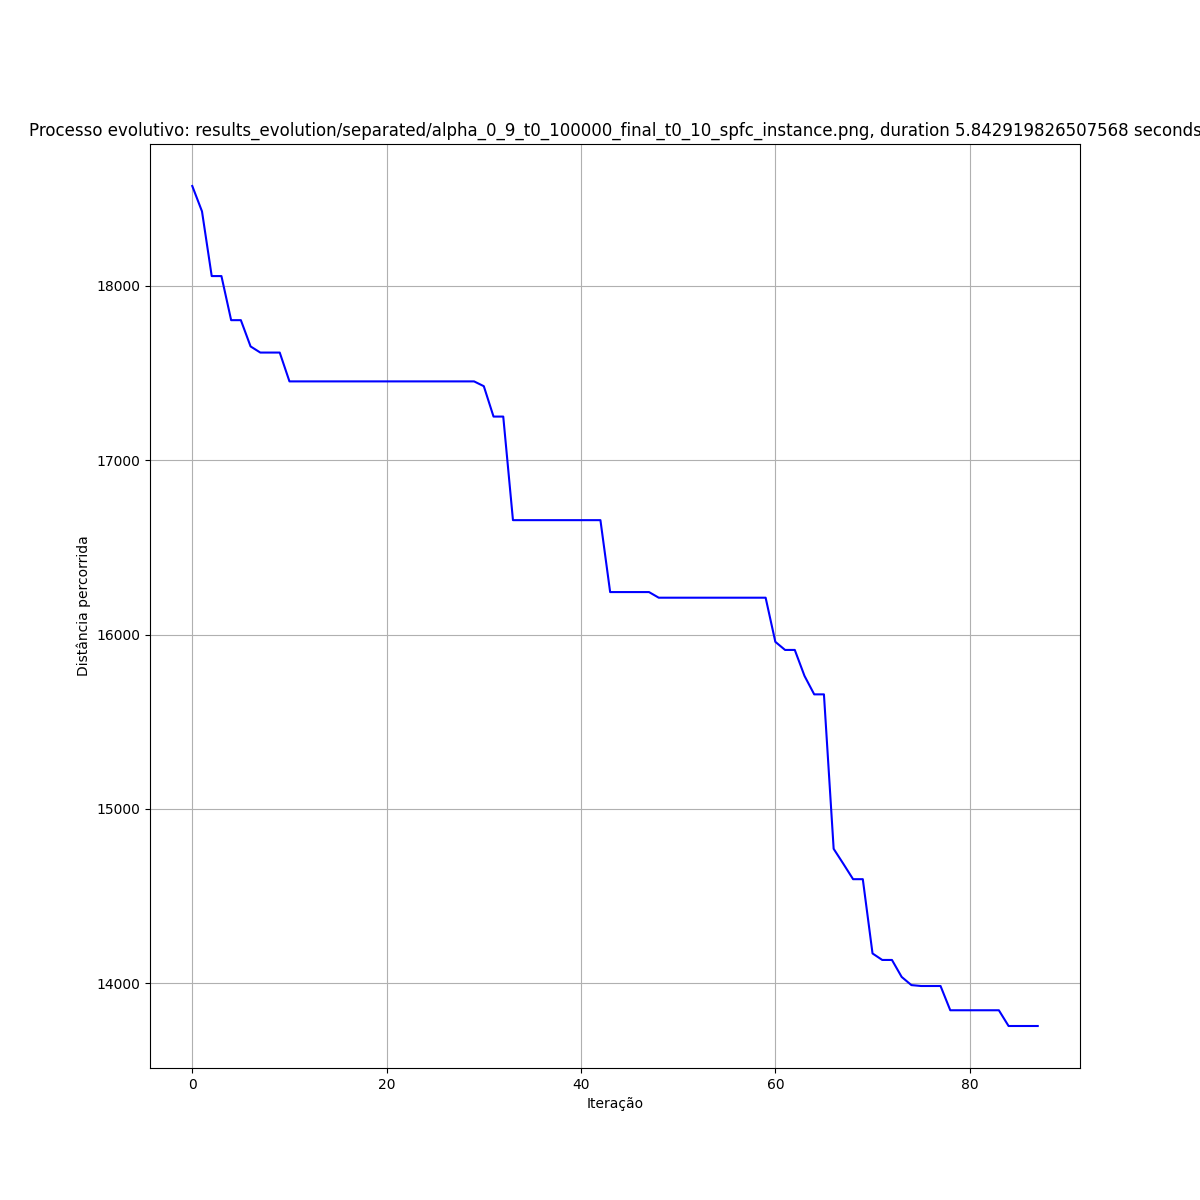 Processo evolutivo: results_evolution/separated/alpha_0_9_t0_100000_final_t0_10_spfc_instance.png, duration 5.842919826507568 seconds
18000
17000
16000
15000
14000
Distância percorrida
0 20 40 60 80
Iteração